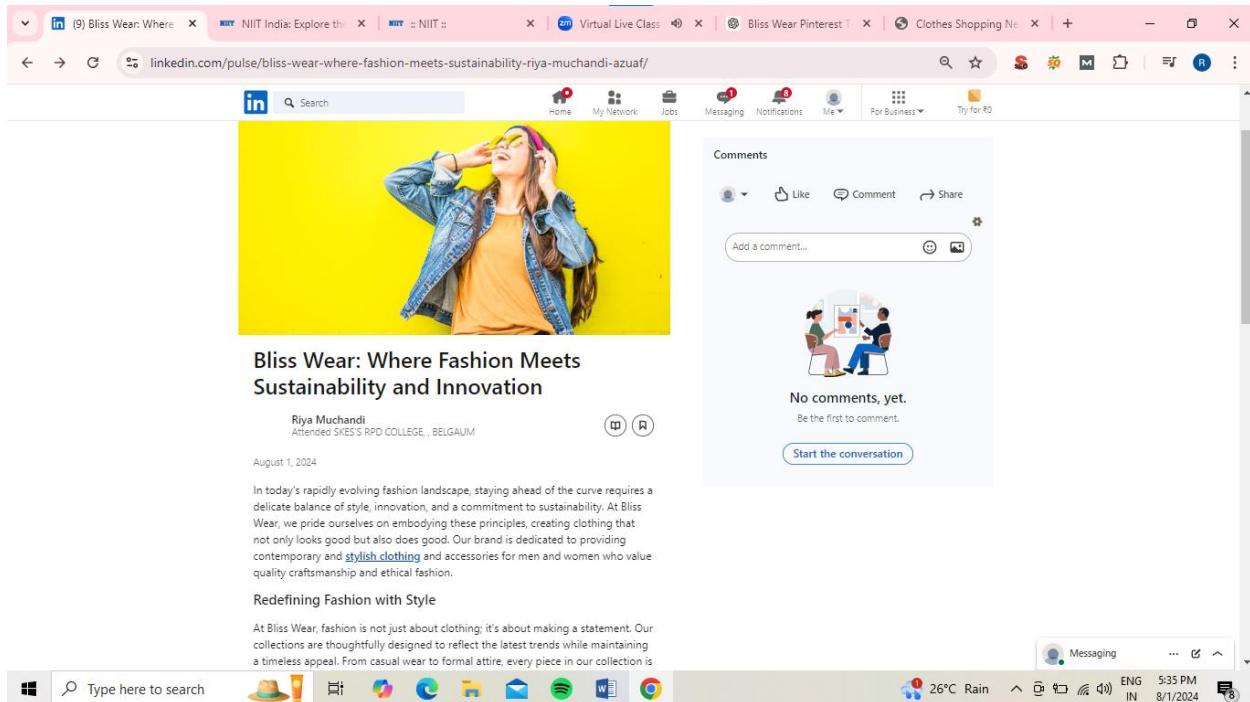 (9) Bliss Wear: Where
NIIT India: Explore the
:: NIIT ::
Virtual Live Class
Bliss Wear Pinterest T
Clothes Shopping Ne
linkedin.com/pulse/bliss-wear-where-fashion-meets-sustainability-riya-muchandi-azuaf/
R
in
Search
Home
My Network
Jobs
1
Messaging
8
Notifications
Me
For Business
Try for ₹0
Bliss Wear: Where Fashion Meets
Sustainability and Innovation
Riya Muchandi
Attended SKES'S RPD COLLEGE, , BELGAUM
August 1, 2024
In today's rapidly evolving fashion landscape, staying ahead of the curve requires a
delicate balance of style, innovation, and a commitment to sustainability. At Bliss
Wear, we pride ourselves on embodying these principles, creating clothing that
not only looks good but also does good. Our brand is dedicated to providing
contemporary and stylish clothing and accessories for men and women who value
quality craftsmanship and ethical fashion.
Redefining Fashion with Style
At Bliss Wear, fashion is not just about clothing; it's about making a statement. Our
collections are thoughtfully designed to reflect the latest trends while maintaining
a timeless appeal. From casual wear to formal attire, every piece in our collection is
Comments
Like
Comment
Share
Add a comment...
No comments, yet.
Be the first to comment.
Start the conversation
Messaging
Type here to search
26°C Rain
ENG
IN
5:35 PM
8/1/2024
8